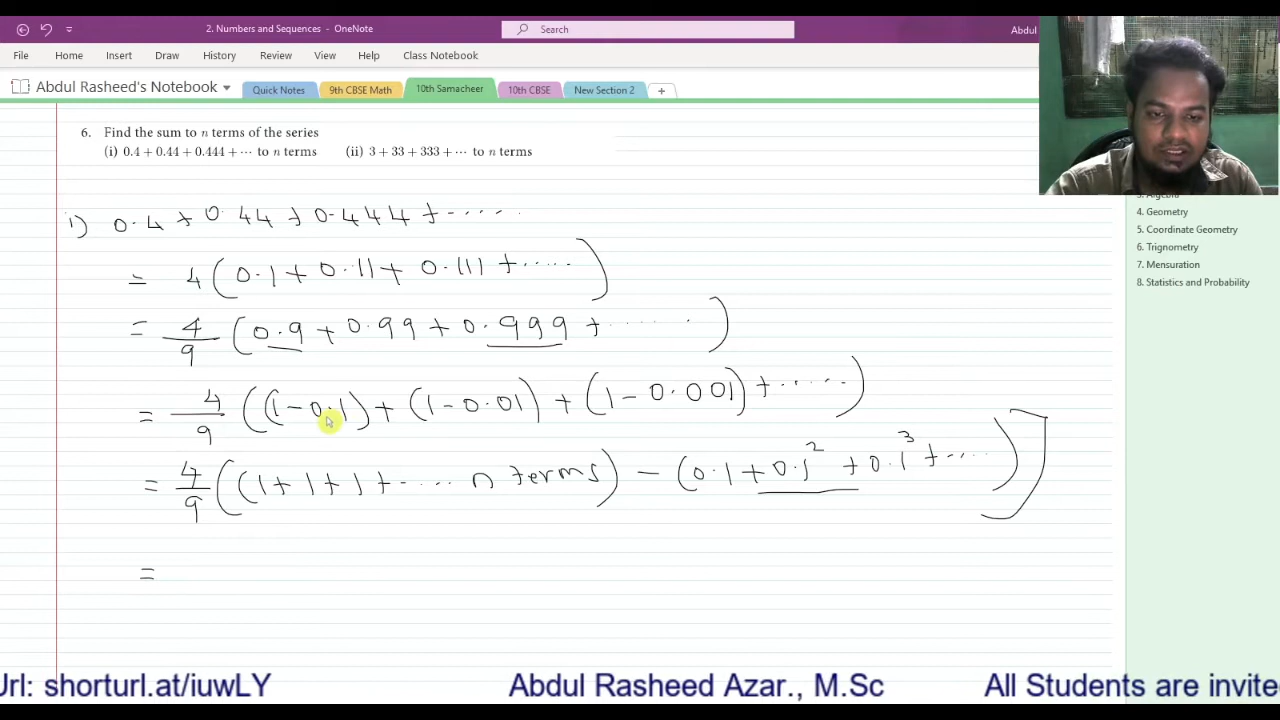 2. Numbers and Sequences - OneNote
Search
Abdul
File Home Insert Draw History Review View Help Class Notebook
Abdul Rasheed's Notebook
Quick Notes 9th CBSE Math 10th Samacheer 10th CBSE New Section 2 +
6. Find the sum to n terms of the series
(i) 0.4 + 0.44 + 0.444 + ⋯ to n terms (ii) 3 + 33 + 333 + ⋯ to n terms
3. Algebra
4. Geometry
5. Coordinate Geometry
6. Trignometry
7. Mensuration
8. Statistics and Probability
i) 0.4 + 0.44 + 0.444 + ......
= 4(0.1 + 0.11 + 0.111 + .....)
= 4/9 (0.9 + 0.99 + 0.999 + ......)
= 4/9 ((1-0.1) + (1-0.01) + (1-0.001) + ......)
= 4/9 ((1+1+1+.... n terms) - (0.1 + 0.1² + 0.1³ + ....))
=
Url: shorturl.at/iuwLY Abdul Rasheed Azar., M.Sc All Students are invite